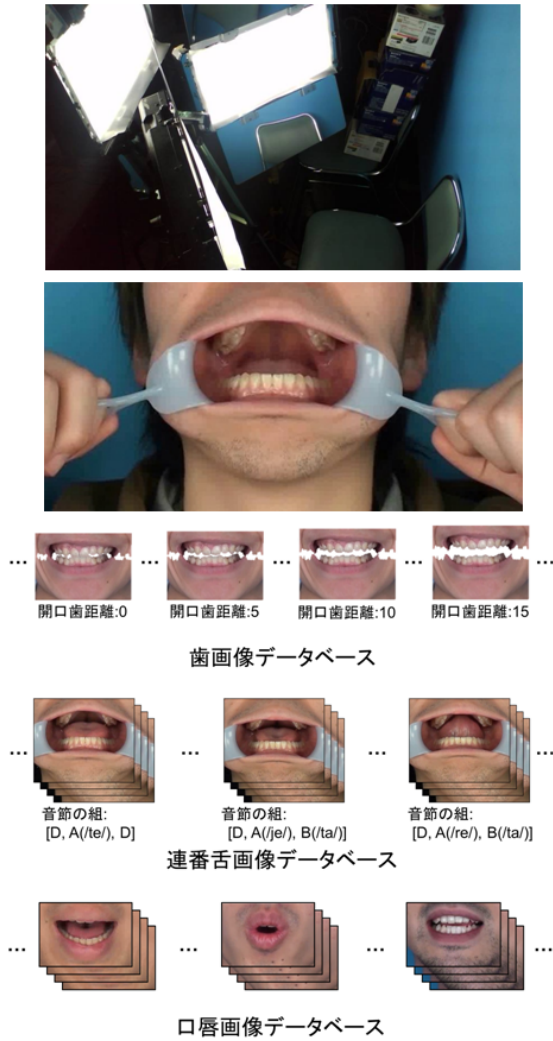 ... ... ... ... ...
開口歯距離:0 開口歯距離:5 開口歯距離:10 開口歯距離:15
歯画像データベース
... ... ... ...
音節の組: 音節の組: 音節の組:
[D, A(/te/), D] [D, A(/je/), B(/ta/)] [D, A(/re/), B(/ta/)]
連番舌画像データベース
... ... ... ...
口唇画像データベース